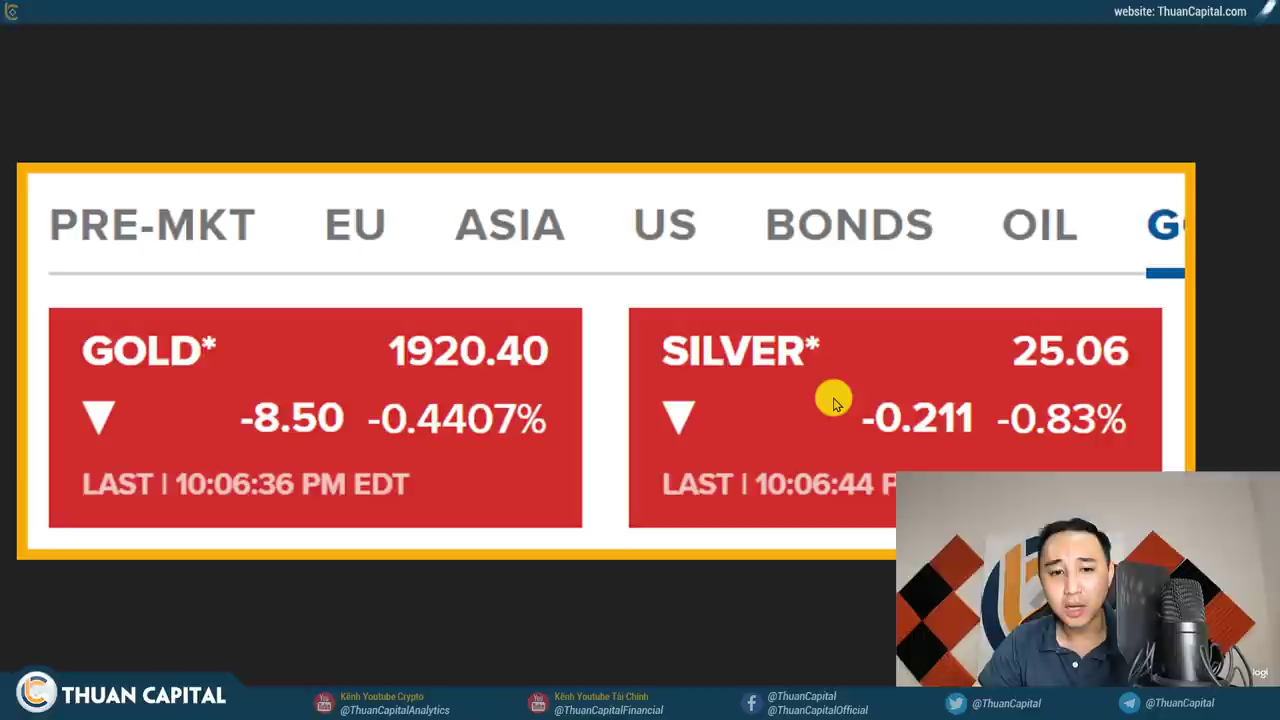 website: ThuanCapital.com
PRE-MKT EU ASIA US BONDS OIL
GOLD* 1920.40
-8.50 -0.4407%
LAST | 10:06:36 PM EDT
SILVER* 25.06
-0.211 -0.83%
LAST | 10:06:44
logi
THUAN CAPITAL
Kênh Youtube Crypto
@ThuanCapitalAnalytics
Kênh Youtube Tài Chính
@ThuanCapitalFinancial
@ThuanCapital
@ThuanCapitalOfficial
@ThuanCapital
@ThuanCapital